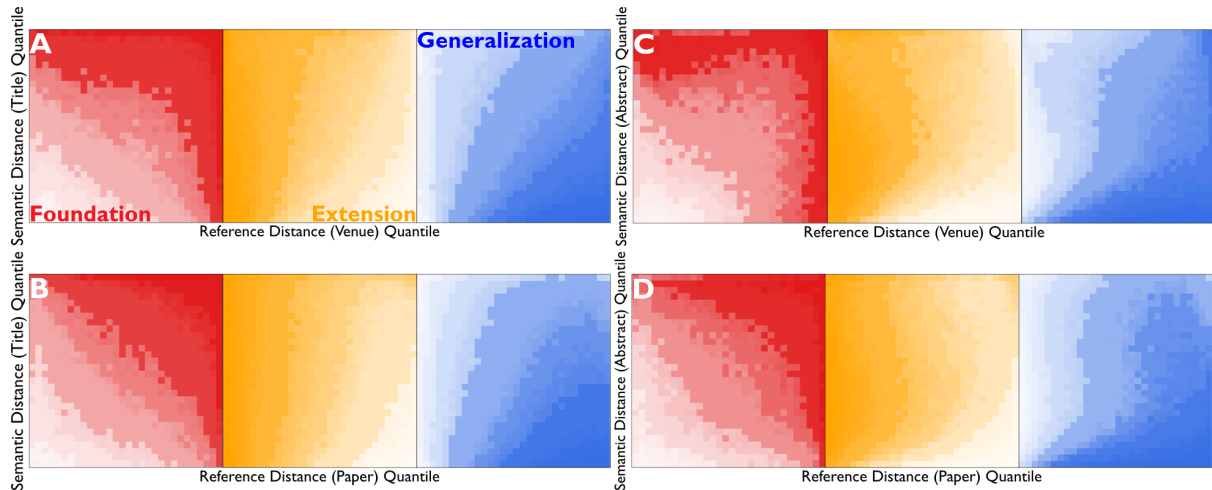 A
Generalization
Semantic Distance (Title) Quantile
Foundation
Extension
Reference Distance (Venue) Quantile
C
Semantic Distance (Abstract) Quantile
Reference Distance (Venue) Quantile
B
Semantic Distance (Title) Quantile
Reference Distance (Paper) Quantile
D
Semantic Distance (Abstract) Quantile
Reference Distance (Paper) Quantile